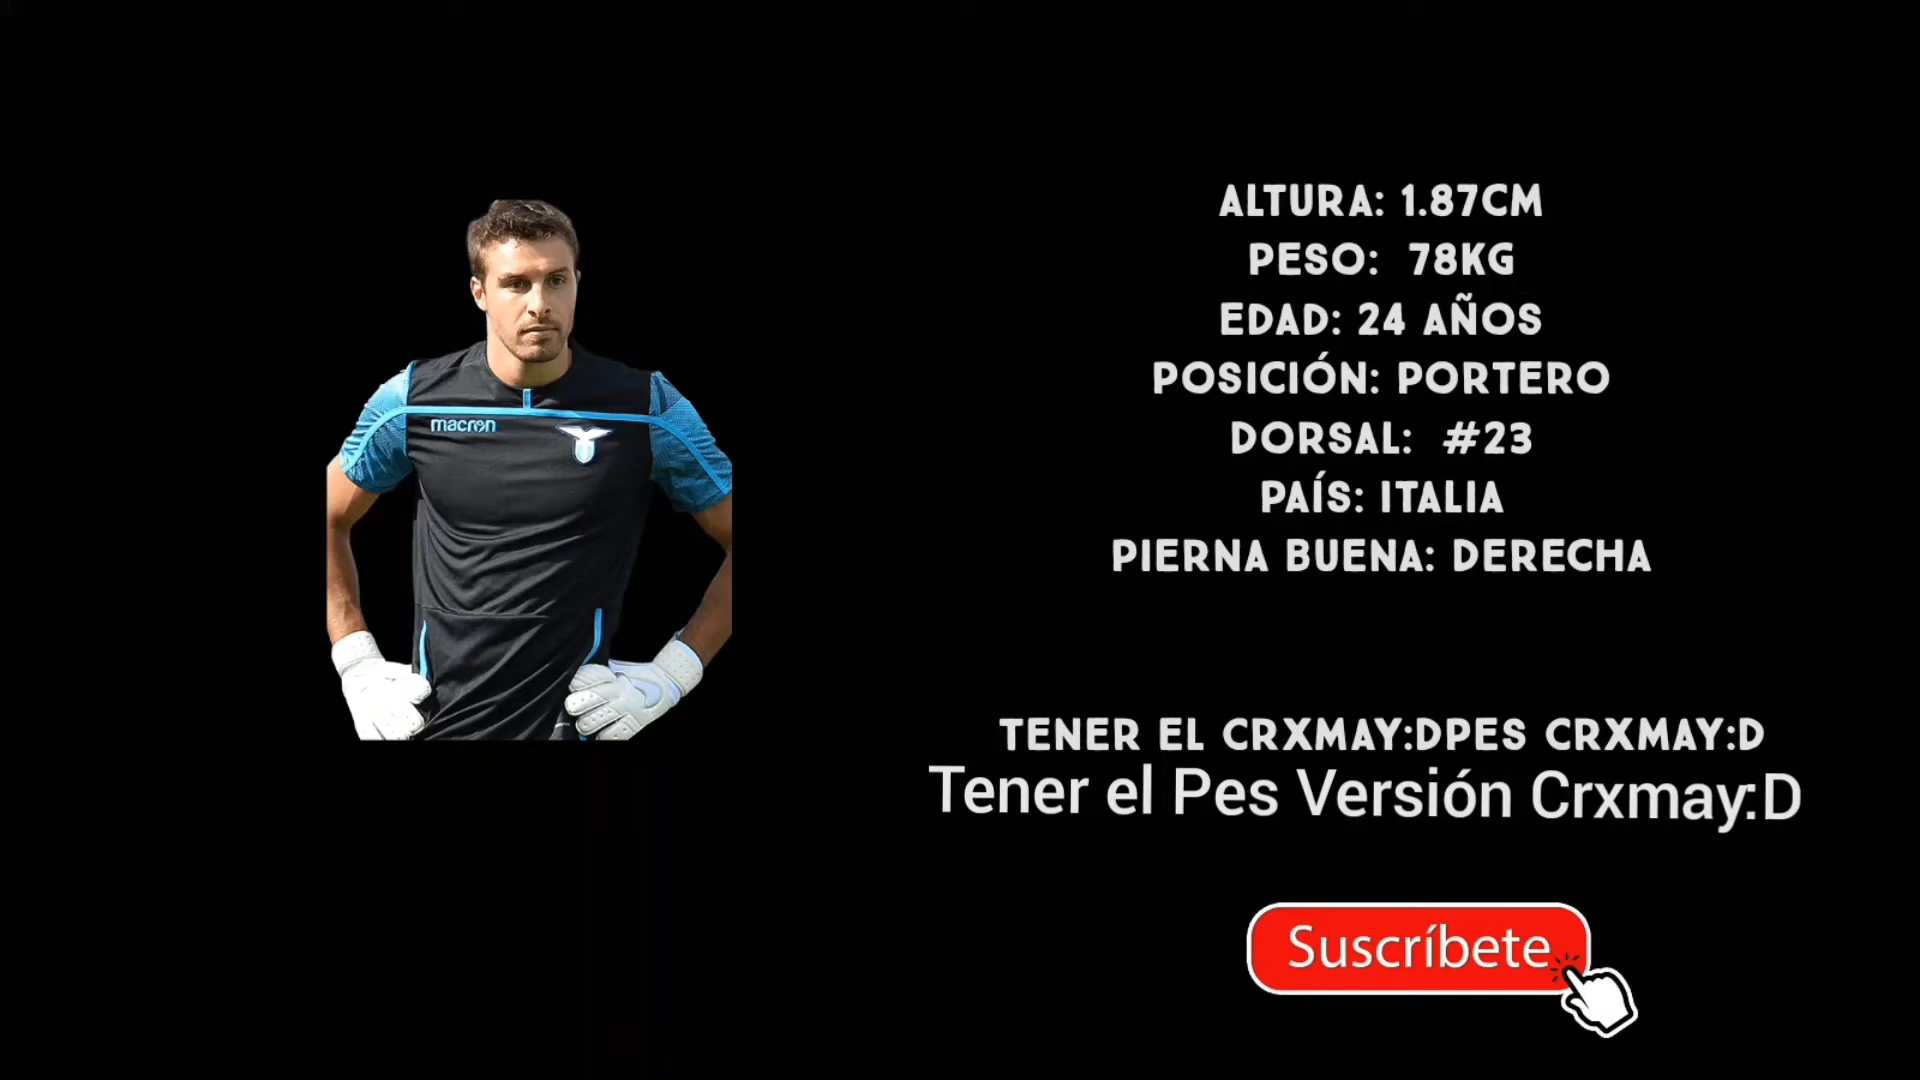 macron
ALTURA: 1.87CM
PESO:  78KG
EDAD: 24 AÑOS
POSICIÓN: PORTERO
DORSAL:  #23
PAÍS: ITALIA
PIERNA BUENA: DERECHA
TENER EL CRXMAY:DPES CRXMAY:D
Tener el Pes Versión Crxmay:D
Suscríbete